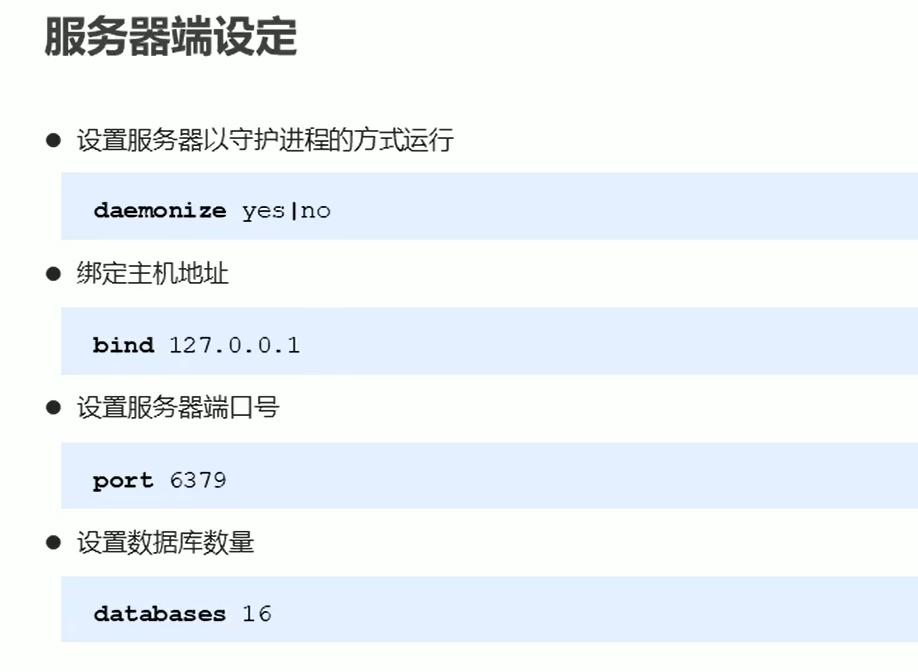 服务器端设定
● 设置服务器以守护进程的方式运行
daemonize yes|no
● 绑定主机地址
bind 127.0.0.1
● 设置服务器端口号
port 6379
● 设置数据库数量
databases 16